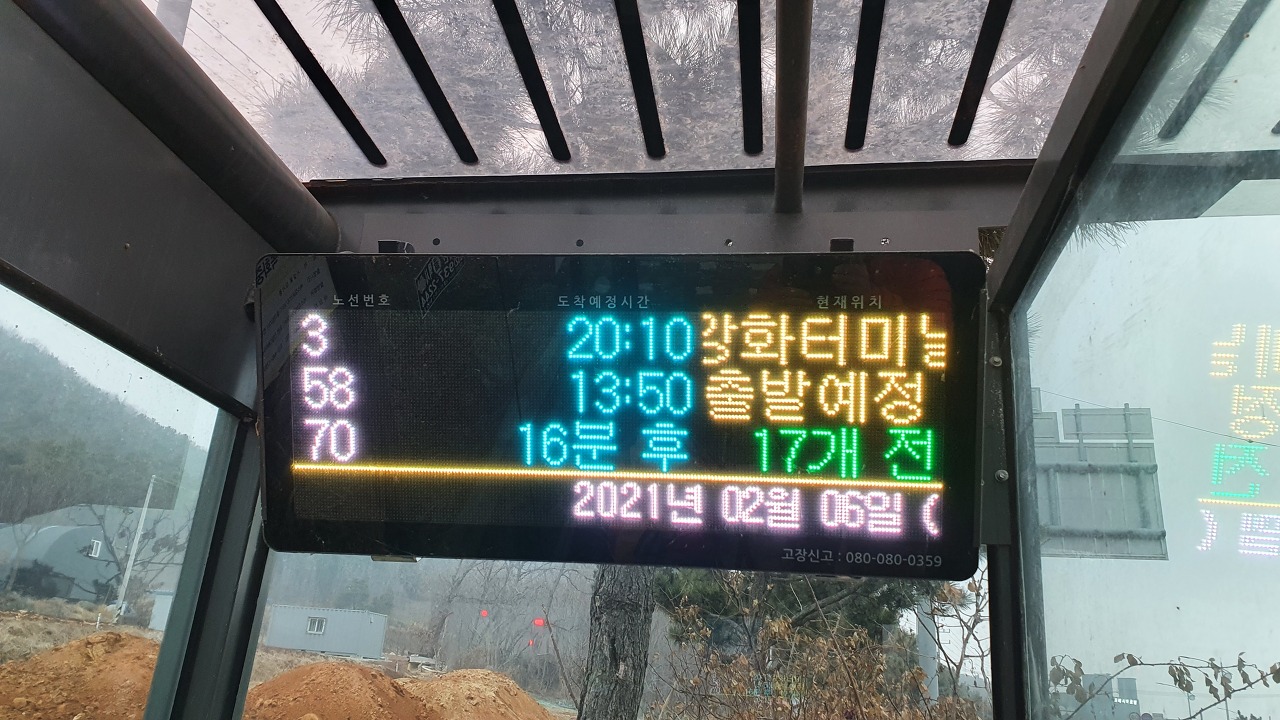 노선번호 도착예정시간 현재위치
3 20:10 강화터미널
58 13:50 출발예정
70 16분 후 17개 전
2021년 02월 06일 (
고장신고 : 080-080-0359